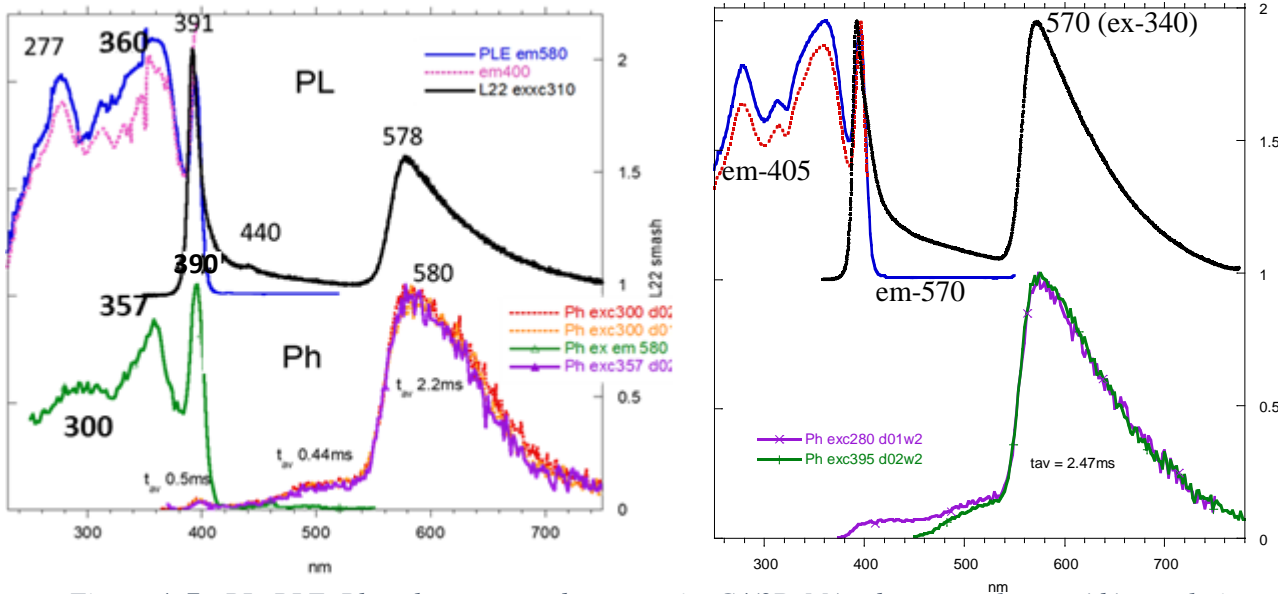 391
277
360
PL
PLE em580
em400
L22 exxc310
578
440
390
357
580
Ph exc300 d02
Ph exc300 d01
Ph ex em 580
Ph exc357 d02
Ph
300
t av 2.2ms
t av 0.44ms
t av 0.5ms
2
1.5
1
0.5
0
L22 smash
300 400 500 600 700
nm
570 (ex-340)
em-405
em-570
Ph exc280 d01w2
Ph exc395 d02w2
tav = 2.47ms
2
1.5
1
0.5
0
300 400 500 600 700
nm